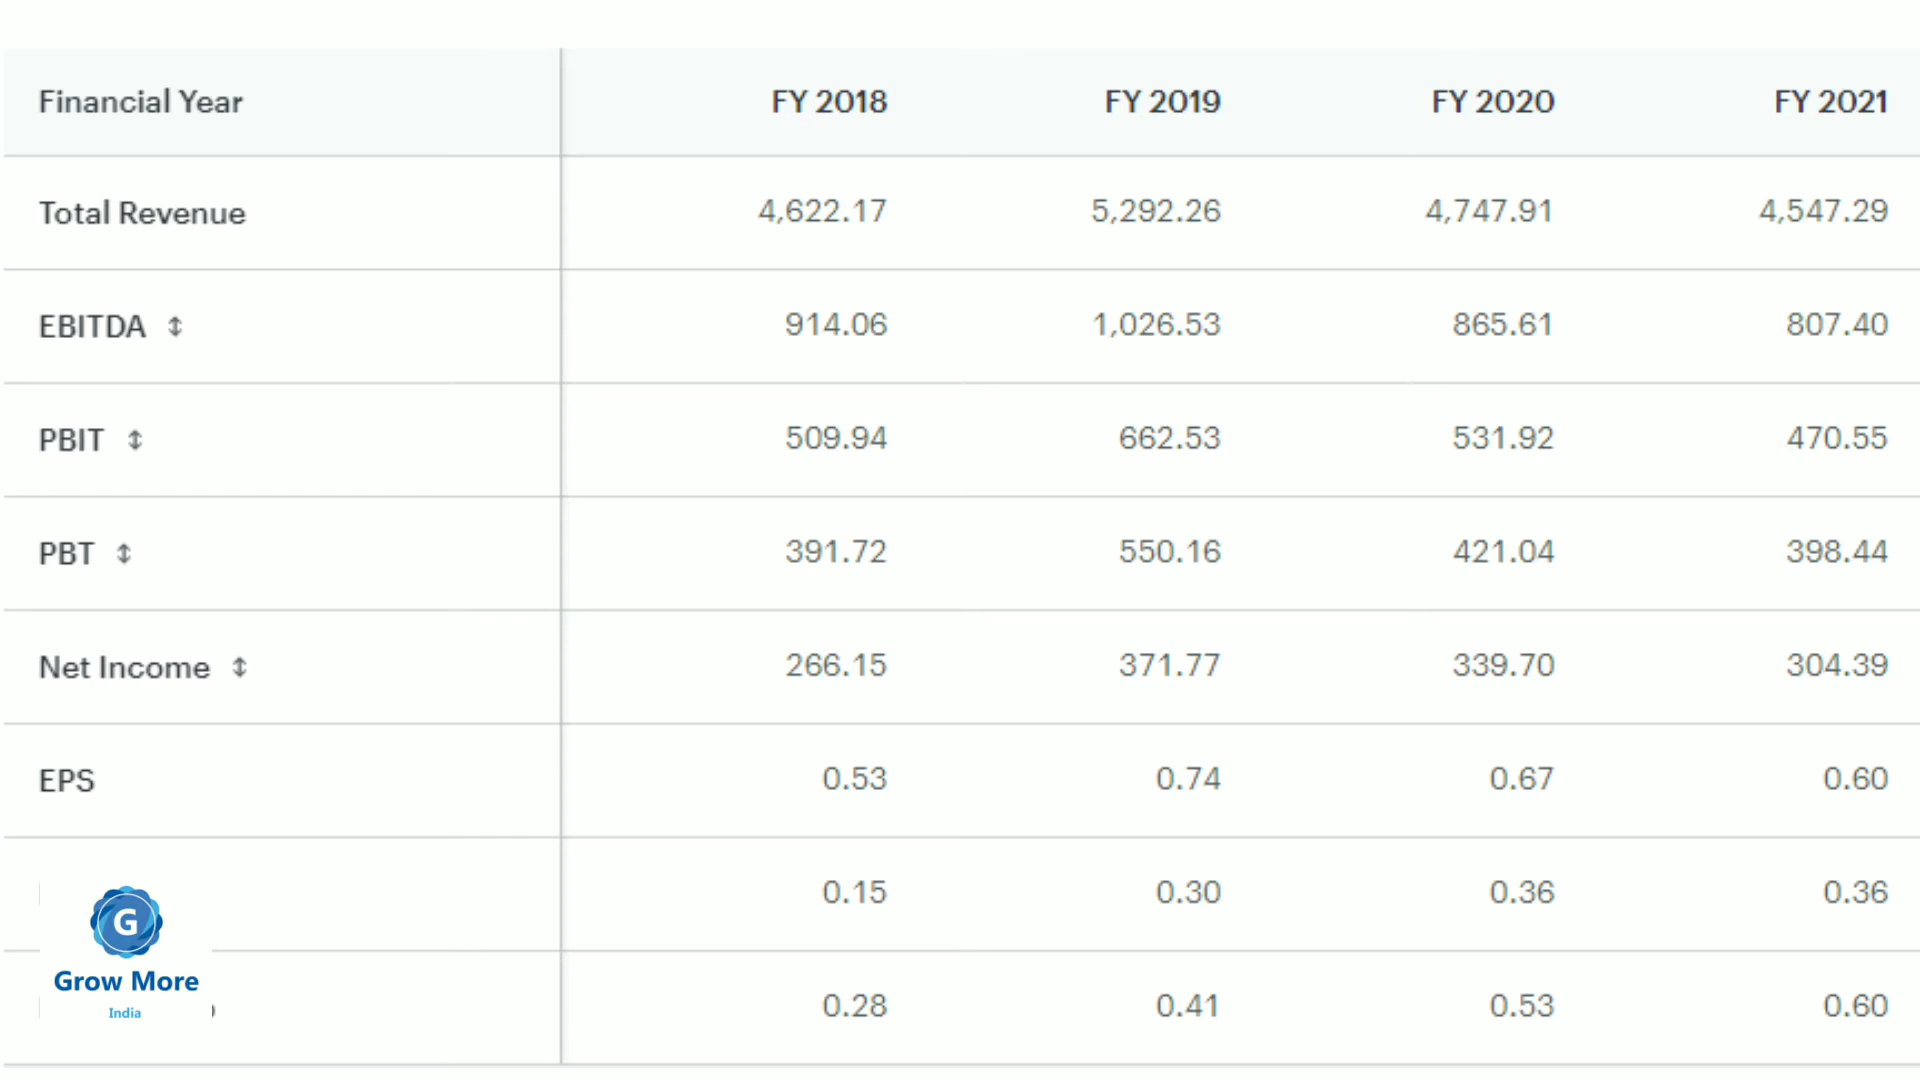 Financial Year FY 2018 FY 2019 FY 2020 FY 2021
Total Revenue 4,622.17 5,292.26 4,747.91 4,547.29
EBITDA 914.06 1,026.53 865.61 807.40
PBIT 509.94 662.53 531.92 470.55
PBT 391.72 550.16 421.04 398.44
Net Income 266.15 371.77 339.70 304.39
EPS 0.53 0.74 0.67 0.60
0.15 0.30 0.36 0.36
0.28 0.41 0.53 0.60
G
Grow More
India